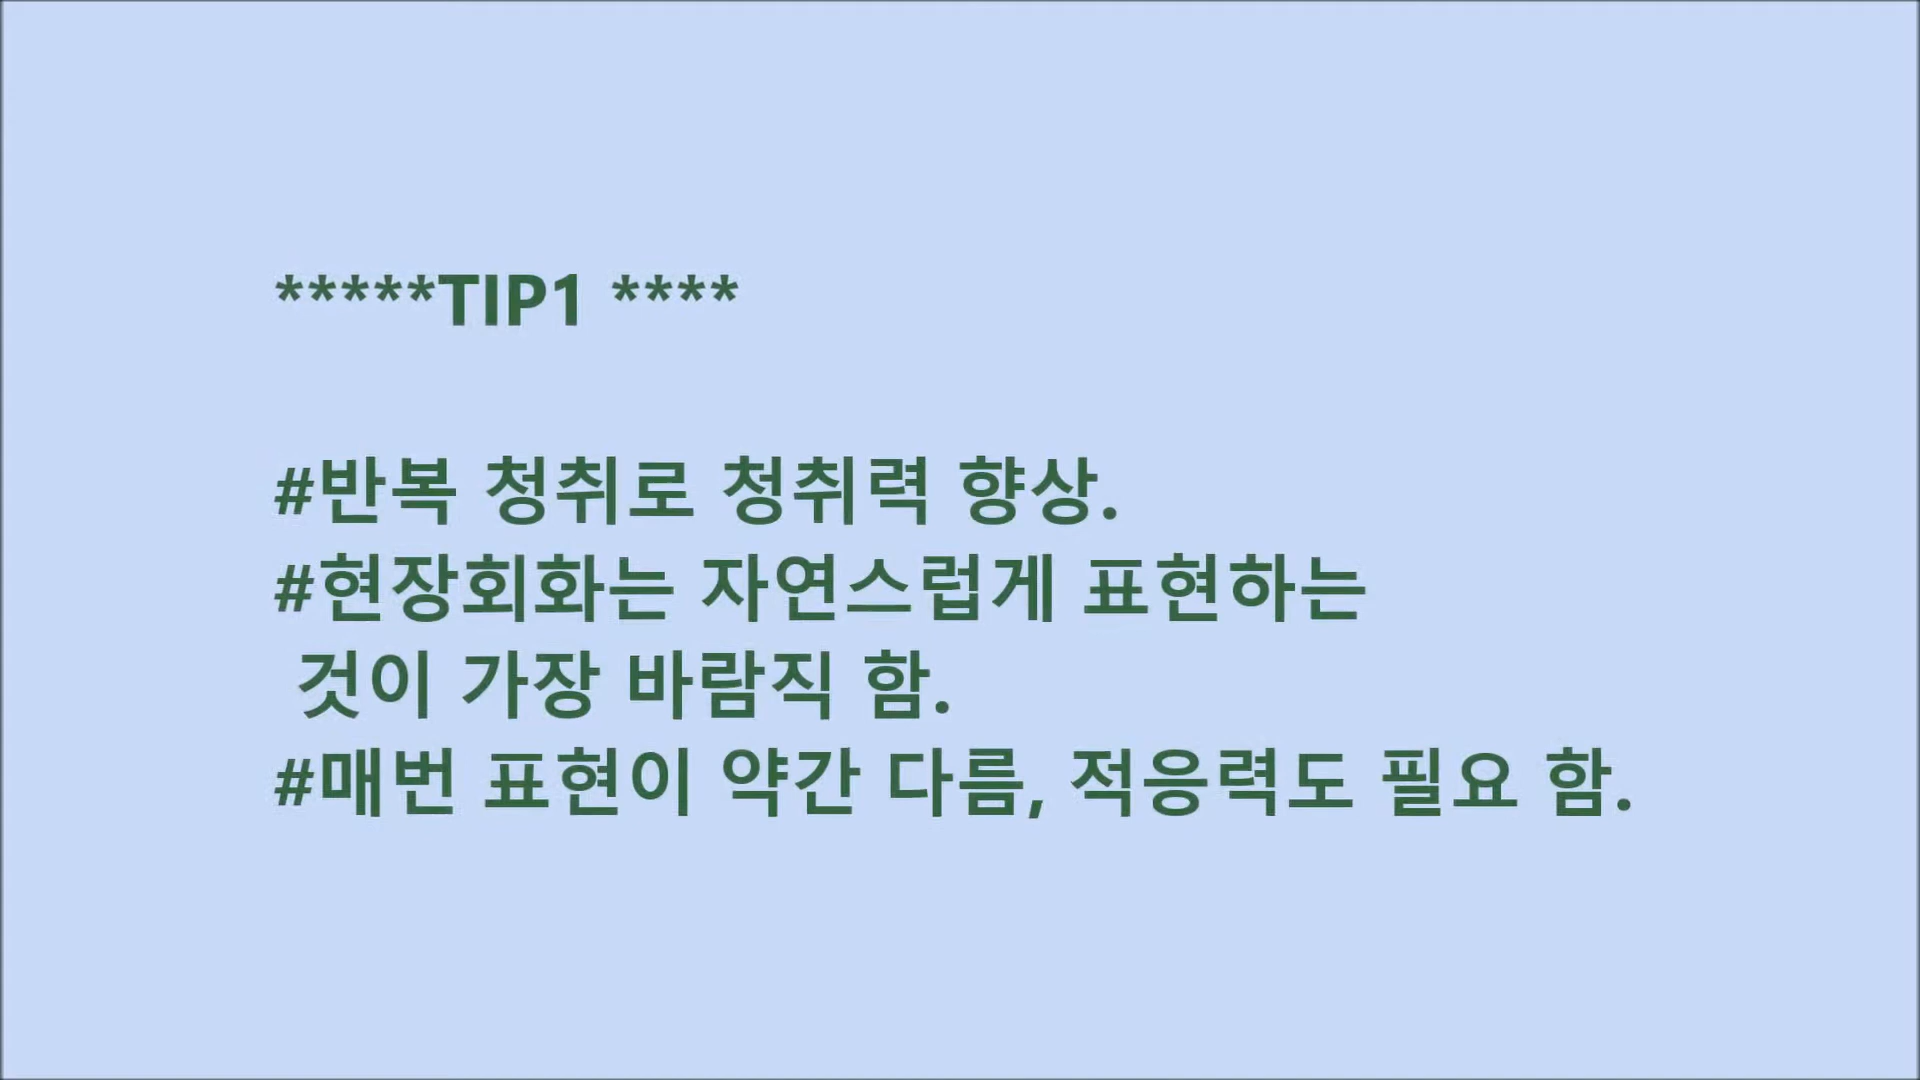 *****TIP1 ****
#반복 청취로 청취력 향상.
#현장회화는 자연스럽게 표현하는
것이 가장 바람직 함.
#매번 표현이 약간 다름, 적응력도 필요 함.